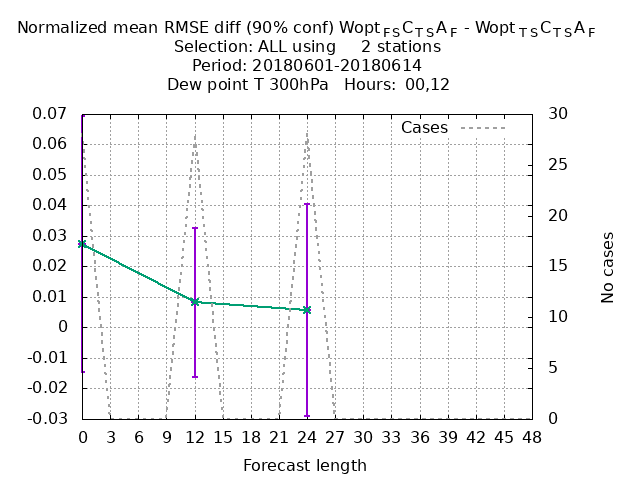 Normalized mean RMSE diff (90% conf) Wopt FS C TS A F - Wopt TS C TS A F
Selection: ALL using 2 stations
Period: 20180601-20180614
Dew point T 300hPa Hours: 00,12
Cases
0.07
0.06
0.05
0.04
0.03
0.02
0.01
0
-0.01
-0.02
-0.03
30
25
20
15
10
5
0
No cases
0 3 6 9 12 15 18 21 24 27 30 33 36 39 42 45 48
Forecast length